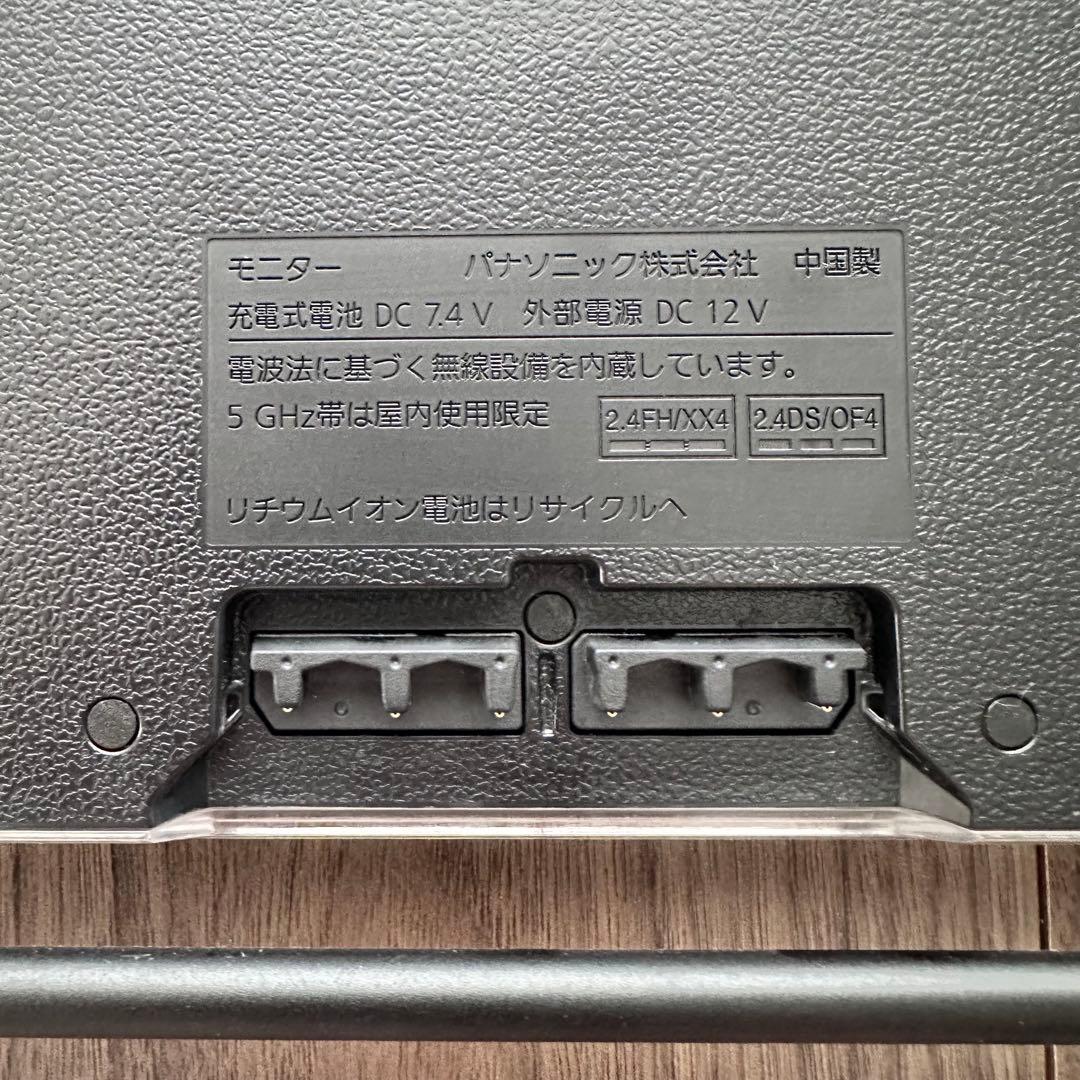 モニター パナソニック株式会社 中国製
充電式電池 DC 7.4 V 外部電源 DC 12 V
電波法に基づく無線設備を内蔵しています。
5 GHz帯は屋内使用限定 2.4FH/XX4 2.4DS/OF4
リチウムイオン電池はリサイクルへ